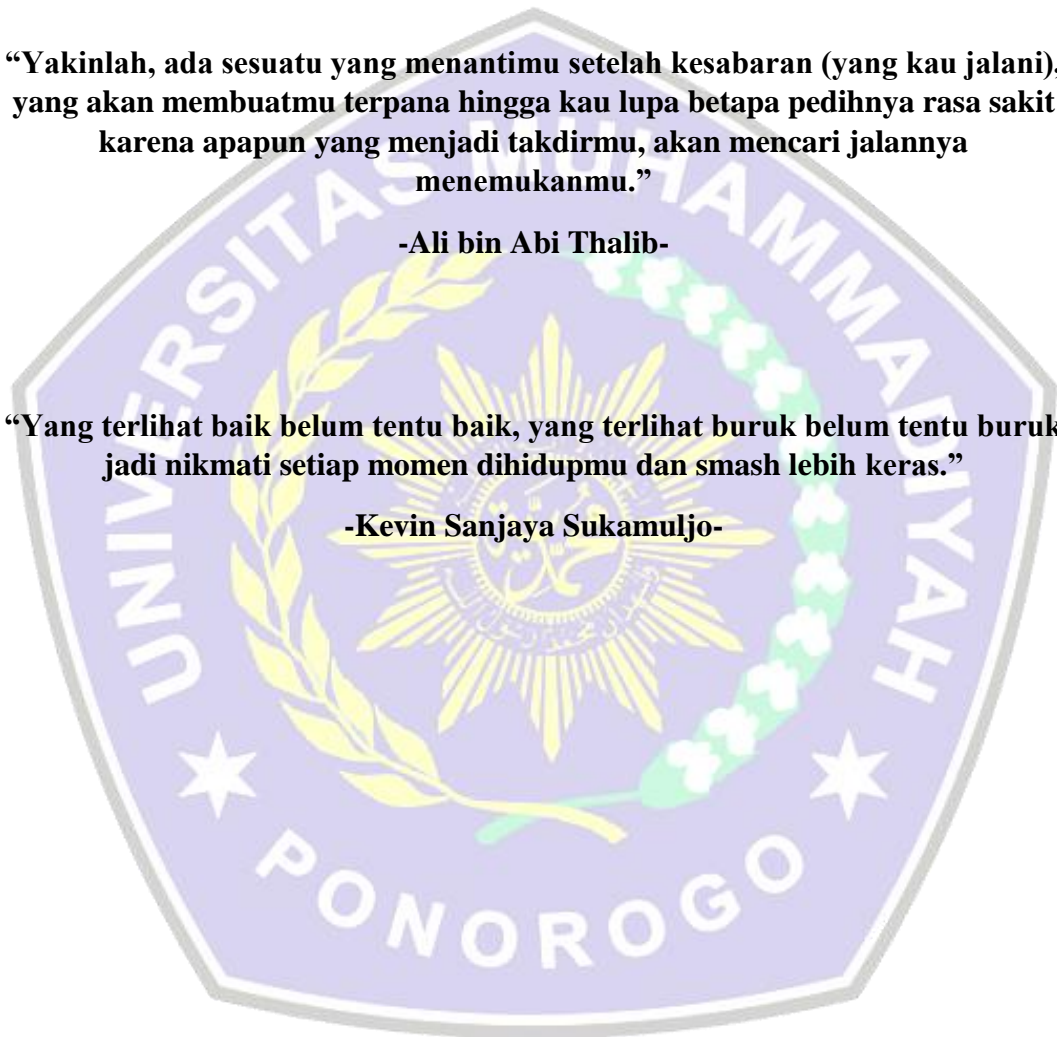 “Yakinlah, ada sesuatu yang menantimu setelah kesabaran (yang kau jalani),
yang akan membuatmu terpana hingga kau lupa betapa pedihnya rasa sakit
karena apapun yang menjadi takdirmu, akan mencari jalannya
menemukanmu.”
-Ali bin Abi Thalib-
“Yang terlihat baik belum tentu baik, yang terlihat buruk belum tentu buruk
jadi nikmati setiap momen dihidupmu dan smash lebih keras.”
-Kevin Sanjaya Sukamuljo-
UNIVERSITAS MUHAMMADIYAH
PONOROGO